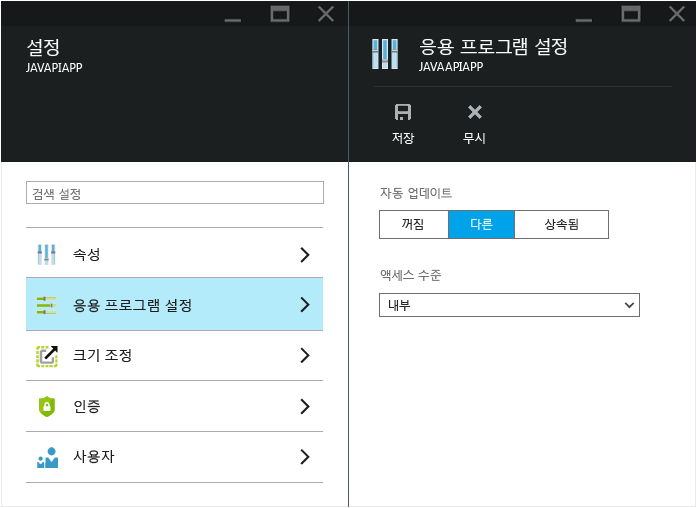 설정
JAVAPIAPP
검색 설정
속성
응용 프로그램 설정
크기 조정
인증
사용자
응용 프로그램 설정
JAVAAPIAPP
저장
무시
자동 업데이트
꺼짐
다른
상속됨
액세스 수준
내부